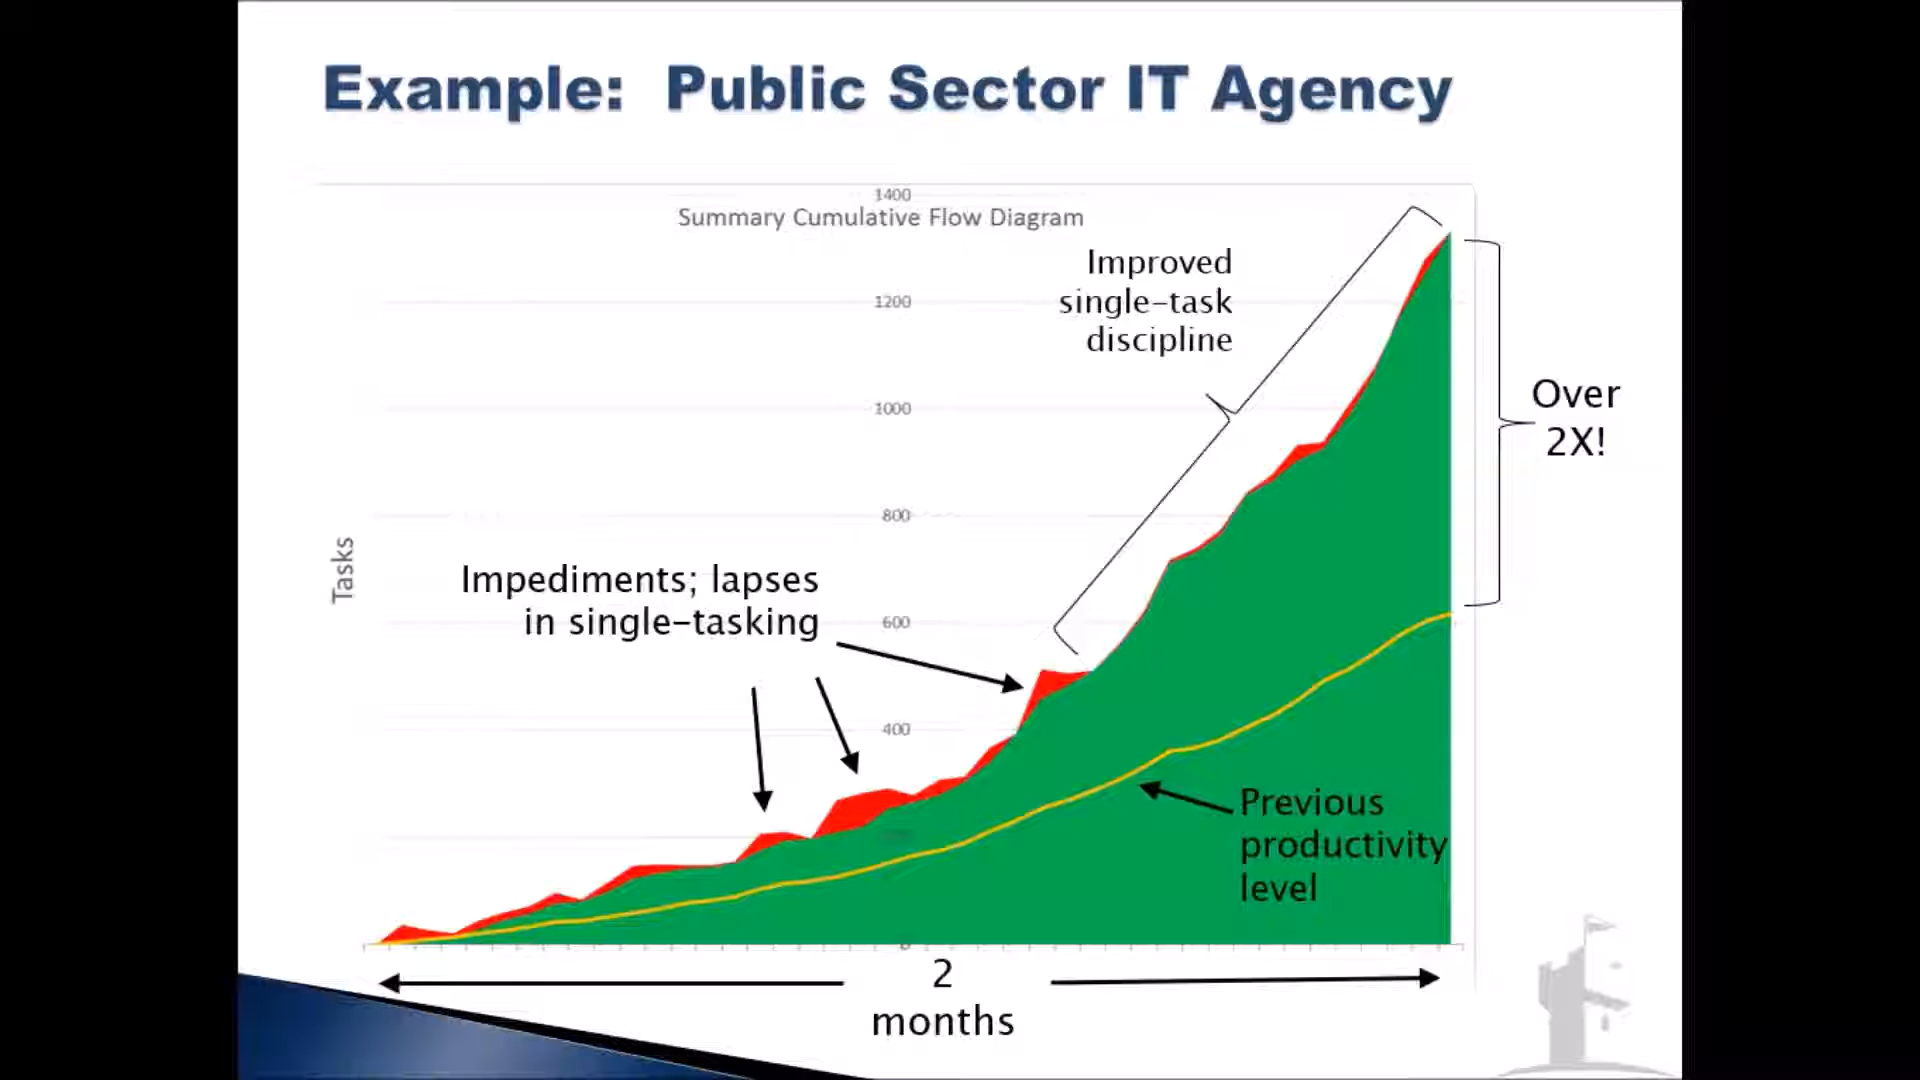 Example:  Public Sector IT Agency
1400
Summary Cumulative Flow Diagram
Improved
single-task
discipline
1200
1000
Over
2X!
800
Tasks
Impediments; lapses
in single-tasking
600
400
Previous
productivity
level
0
2
months